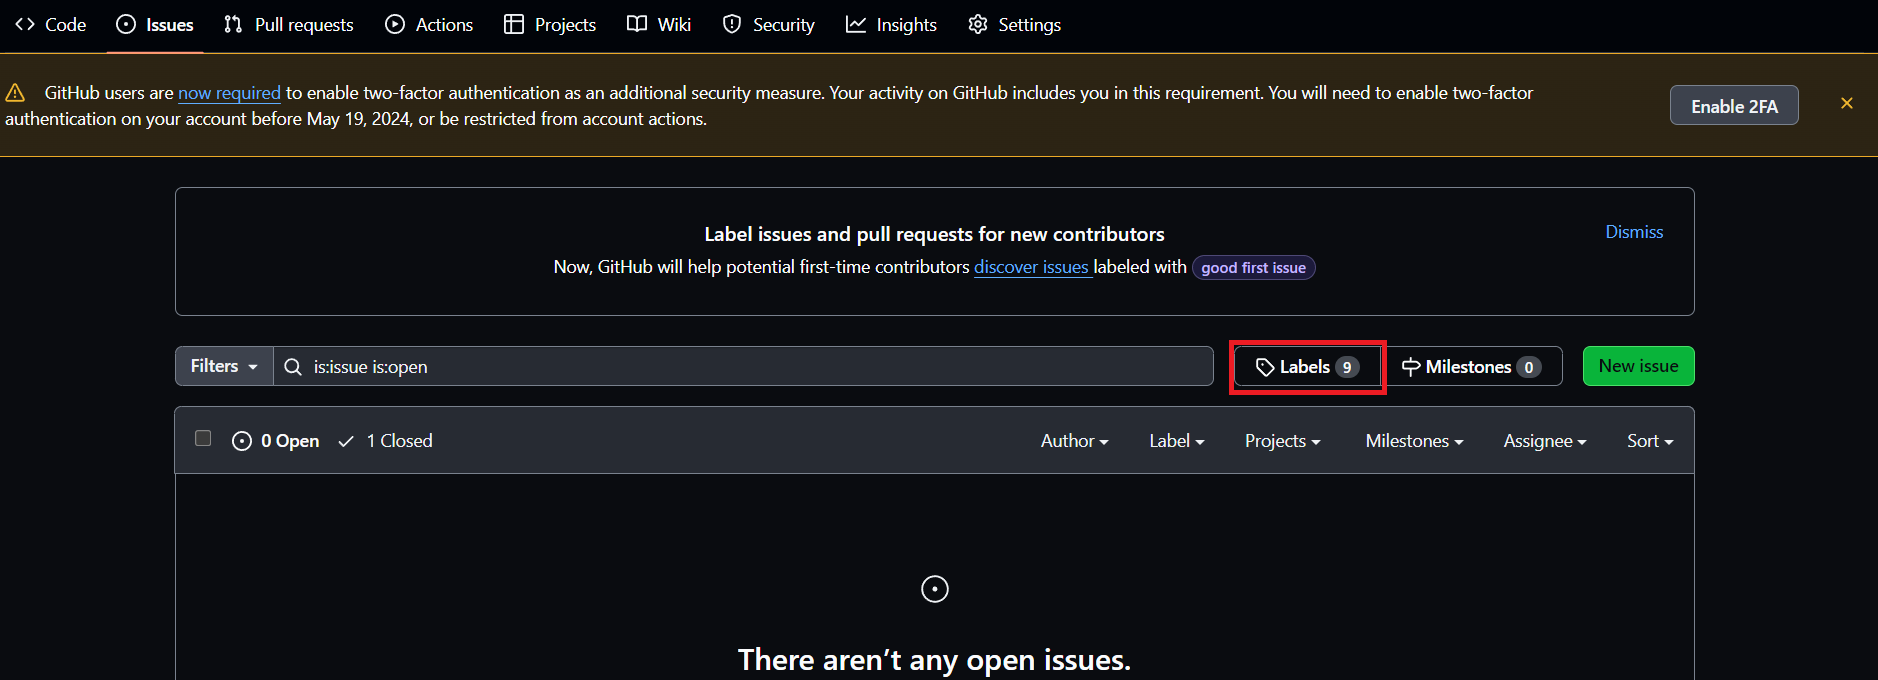 Code Issues Pull requests Actions Projects Wiki Security Insights Settings
GitHub users are now required to enable two-factor authentication as an additional security measure. Your activity on GitHub includes you in this requirement. You will need to enable two-factor
authentication on your account before May 19, 2024, or be restricted from account actions.
Enable 2FA
Label issues and pull requests for new contributors
Dismiss
Now, GitHub will help potential first-time contributors discover issues labeled with good first issue
Filters is:issue is:open Labels 9 Milestones 0 New issue
0 Open 1 Closed Author Label Projects Milestones Assignee Sort
There aren’t any open issues.